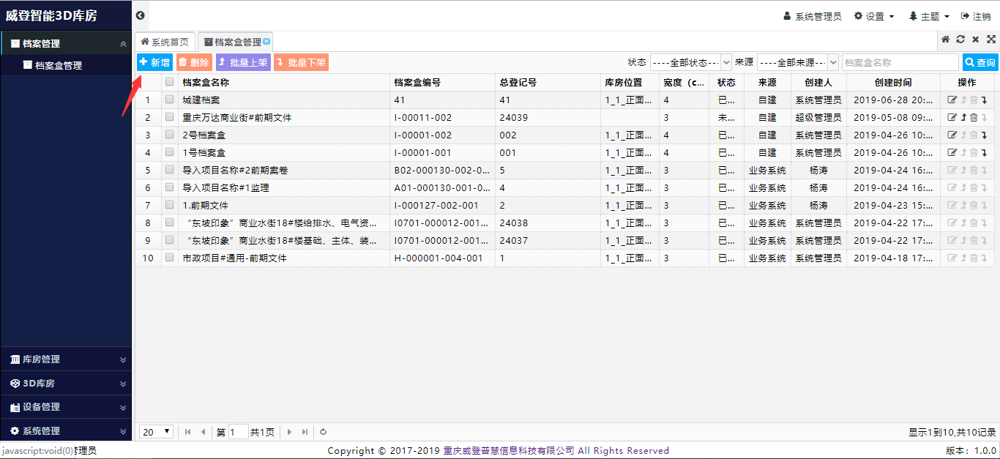 威登智能3D库房
系统管理员 设置 主题 注销
档案管理
档案盒管理
库房管理
3D库房
设备管理
系统管理
系统首页 档案盒管理
新增 删除 批量上架 批量下架 状态 ----全部状态--- 来源 ----全部来源--- 档案盒名称 查询
档案盒名称 档案盒编号 总登记号 库房位置 宽度（c... 状态 来源 创建人 创建时间 操作
1 城建档案 41 41 1_1_正面... 4 已... 自建 系统管理员 2019-06-28 20:...
2 重庆万达商业街#前期文件 I-00011-002 24039 3 未... 自建 超级管理员 2019-05-08 09:...
3 2号档案盒 I-00001-002 002 1_1_正面... 4 已... 自建 系统管理员 2019-04-26 10:...
4 1号档案盒 I-00001-001 001 1_1_正面... 4 已... 自建 系统管理员 2019-04-26 10:...
5 导入项目名称#2前期案卷 B02-000130-002-0... 5 1_1_正面... 3 已... 业务系统 杨涛 2019-04-24 16:...
6 导入项目名称#1监理 A01-000130-001-0... 4 1_1_正面... 3 已... 业务系统 杨涛 2019-04-24 16:...
7 1.前期文件 I-000127-002-001 2 1_1_正面... 3 已... 业务系统 杨涛 2019-04-23 15:...
8 “东坡印象”商业水街18#楼给排水、电气资... I0701-000012-001... 24038 1_1_正面... 3 已... 业务系统 系统管理员 2019-04-22 17:...
9 “东坡印象”商业水街18#楼基础、主体、装... I0701-000012-001... 24037 1_1_正面... 3 已... 业务系统 系统管理员 2019-04-22 17:...
10 市政项目#通用-前期文件 H-000001-004-001 1 1_1_正面... 3 已... 业务系统 系统管理员 2019-04-18 17:...
20 第 1 共1页 显示1到10,共10记录
javascript:void(0) 管理员 Copyright © 2017-2019 重庆威登普慧信息科技有限公司 All Rights Reserved 版本：1.0.0